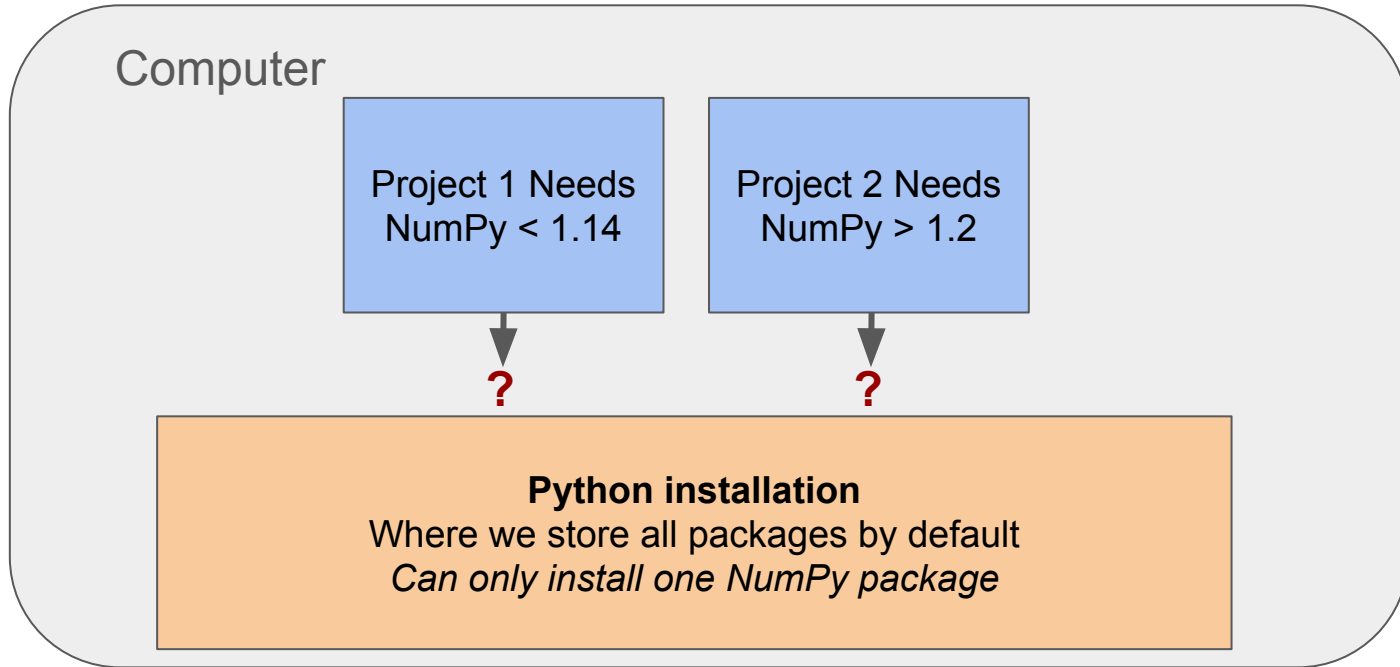 Computer
Project 1 Needs
NumPy < 1.14
Project 2 Needs
NumPy > 1.2
?
?
Python installation
Where we store all packages by default
Can only install one NumPy package